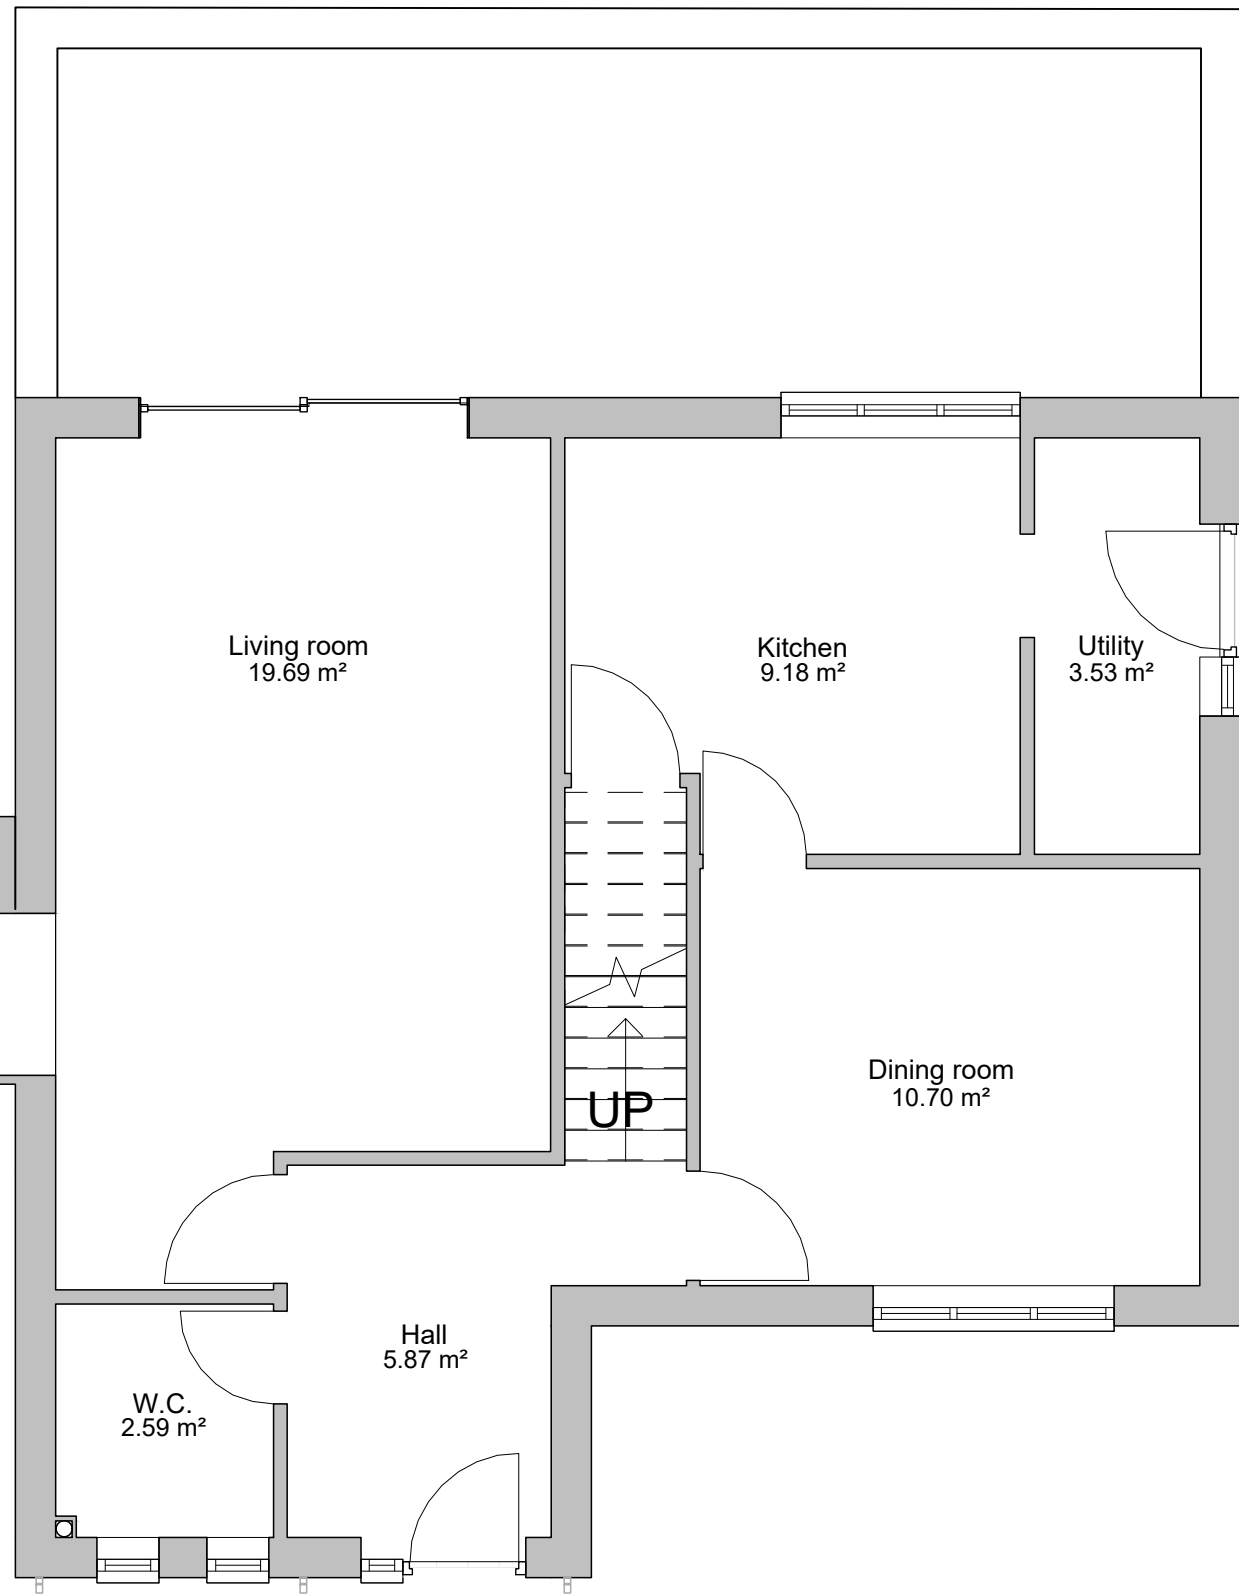 Living room
19.69 m²
Kitchen
9.18 m²
Utility
3.53 m²
Dining room
10.70 m²
UP
Hall
5.87 m²
W.C.
2.59 m²